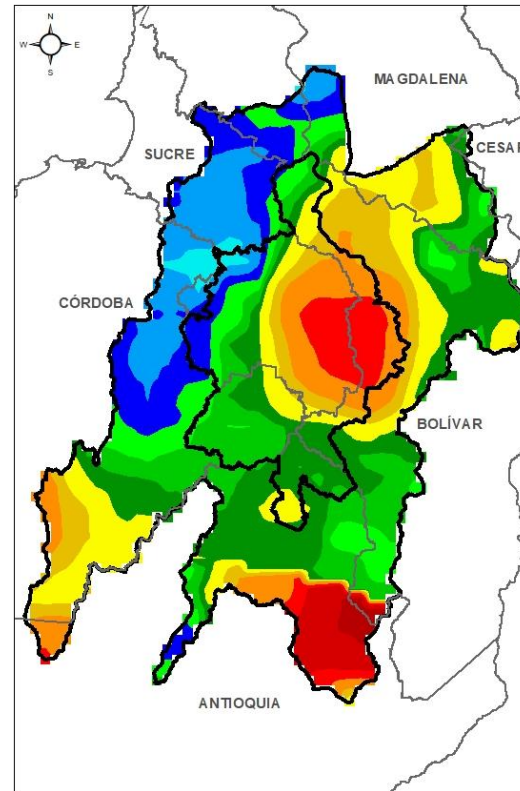 N
W E
S
MAGDALENA
CESAR
SUCRE
CÓRDOBA
BOLÍVAR
ANTIOQUIA